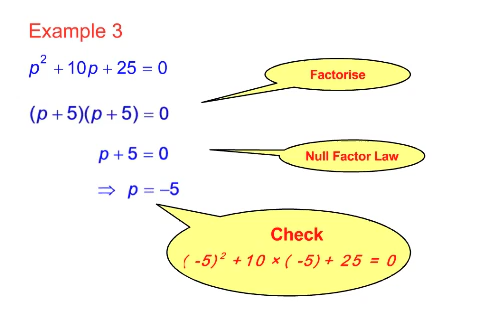 Example 3
p² + 10p + 25 = 0
Factorise
(p + 5)(p + 5) = 0
p + 5 = 0
Null Factor Law
⇒ p = −5
Check
(-5)² + 10 × (-5) + 25 = 0